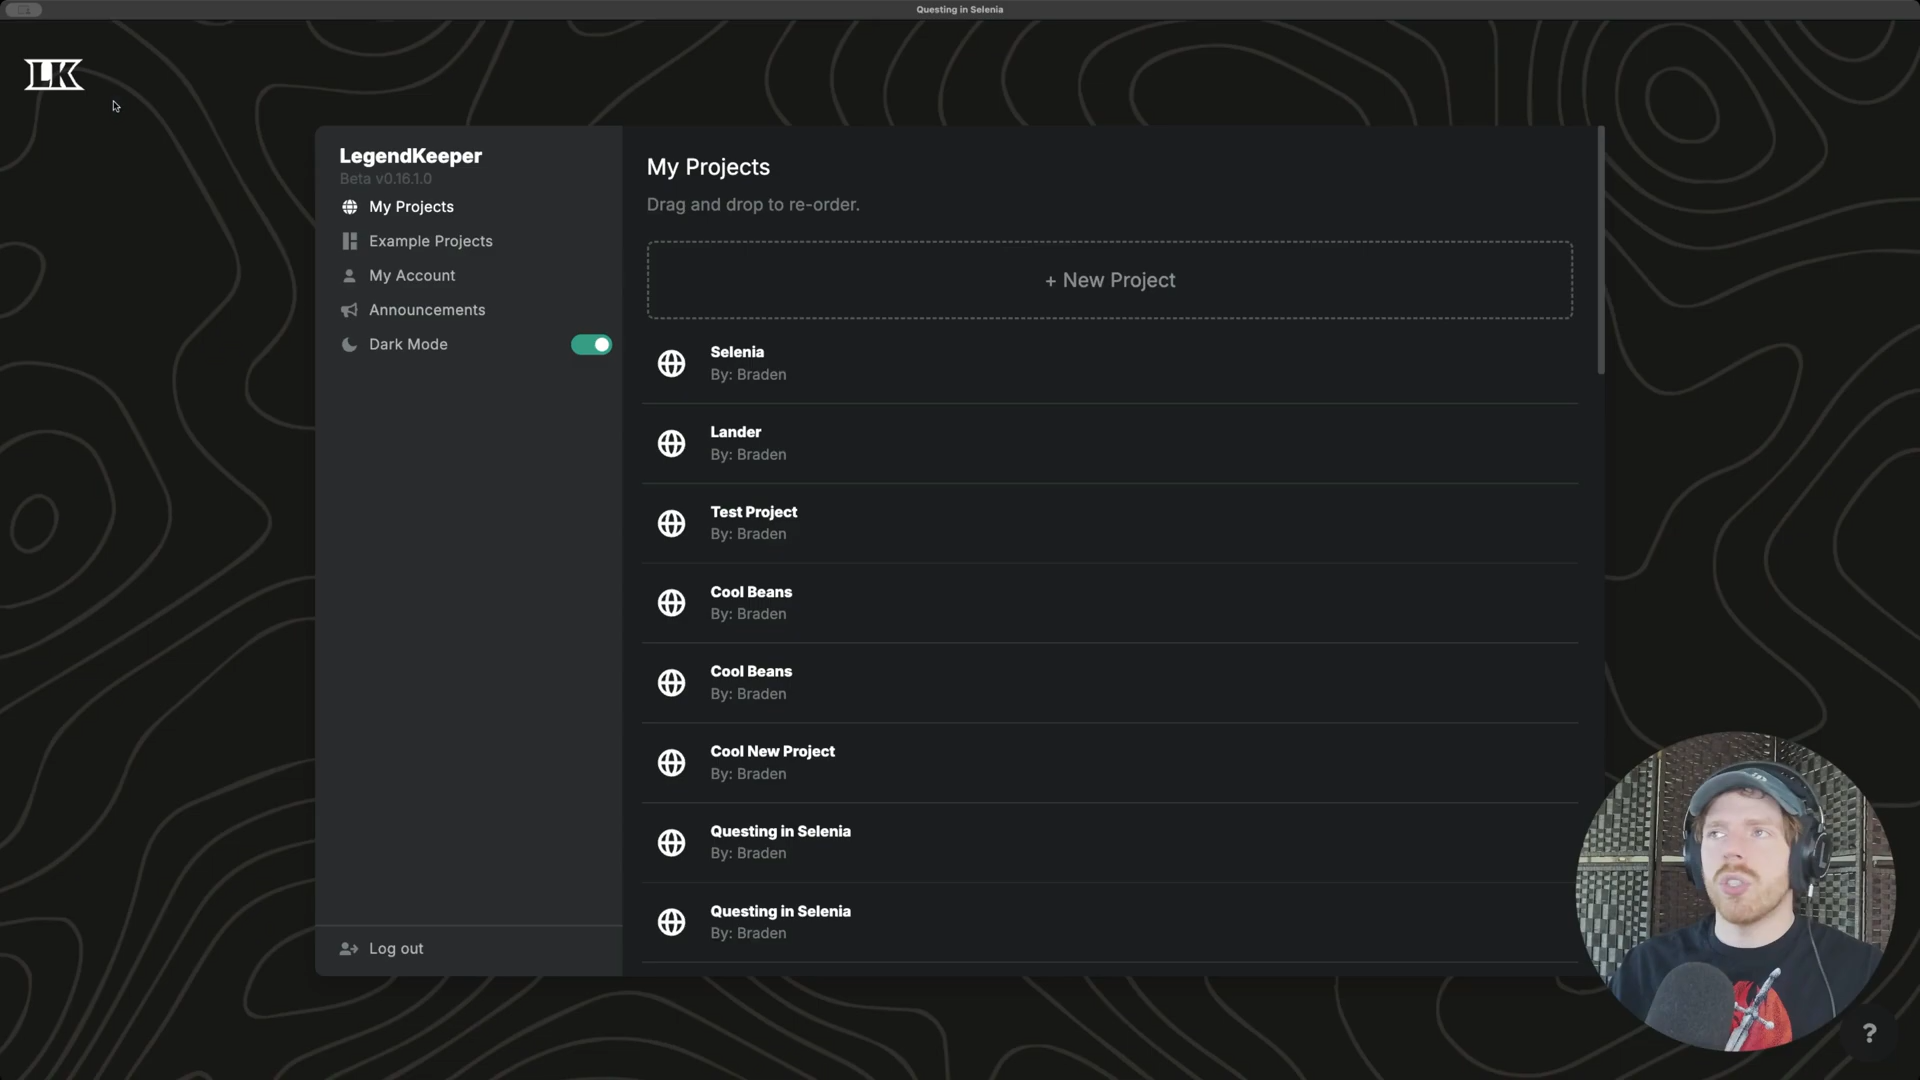 Questing in Selenia
LK
LegendKeeper
Beta v0.16.1.0
My Projects
Example Projects
My Account
Announcements
Dark Mode
Log out
My Projects
Drag and drop to re-order.
+ New Project
Selenia
By: Braden
Lander
By: Braden
Test Project
By: Braden
Cool Beans
By: Braden
Cool Beans
By: Braden
Cool New Project
By: Braden
Questing in Selenia
By: Braden
Questing in Selenia
By: Braden
?